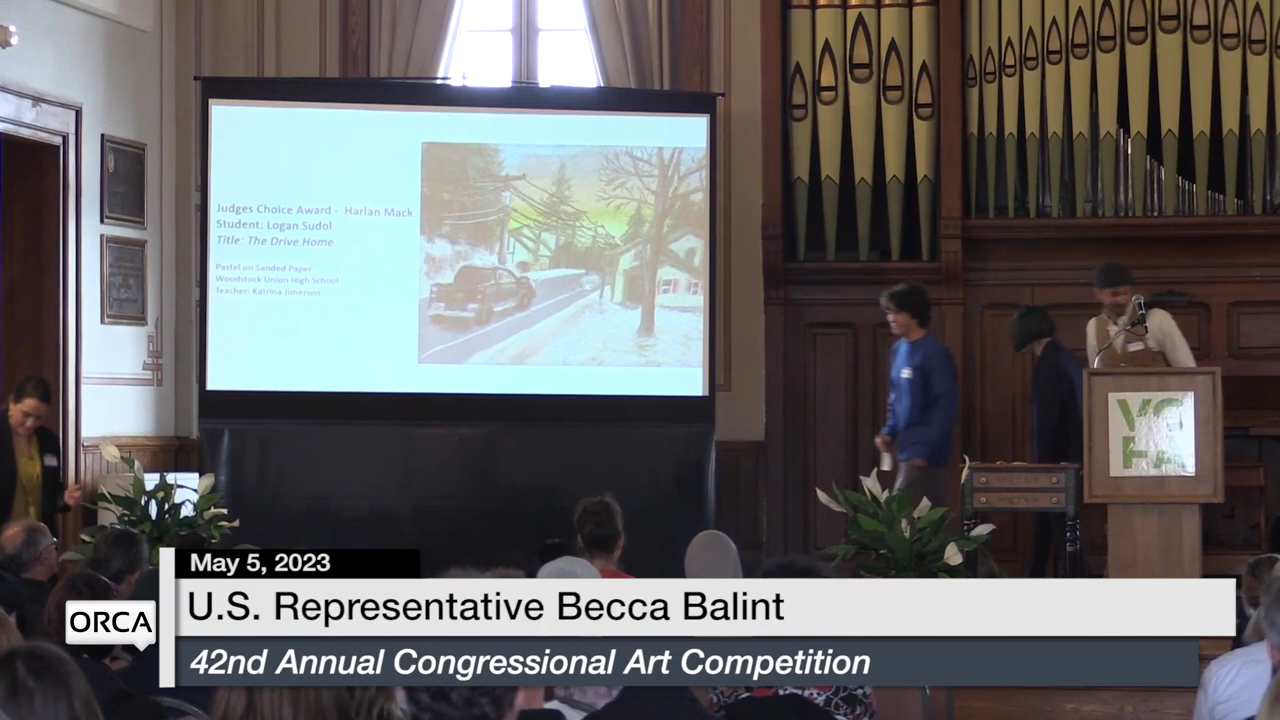 Judges Choice Award - Harlan Mack
Student: Logan Sudol
Title: The Drive Home
Pastel on Sanded Paper
Woodstock Union High School
Teacher: Katrina Jimerson
May 5, 2023
U.S. Representative Becca Balint
ORCA
42nd Annual Congressional Art Competition